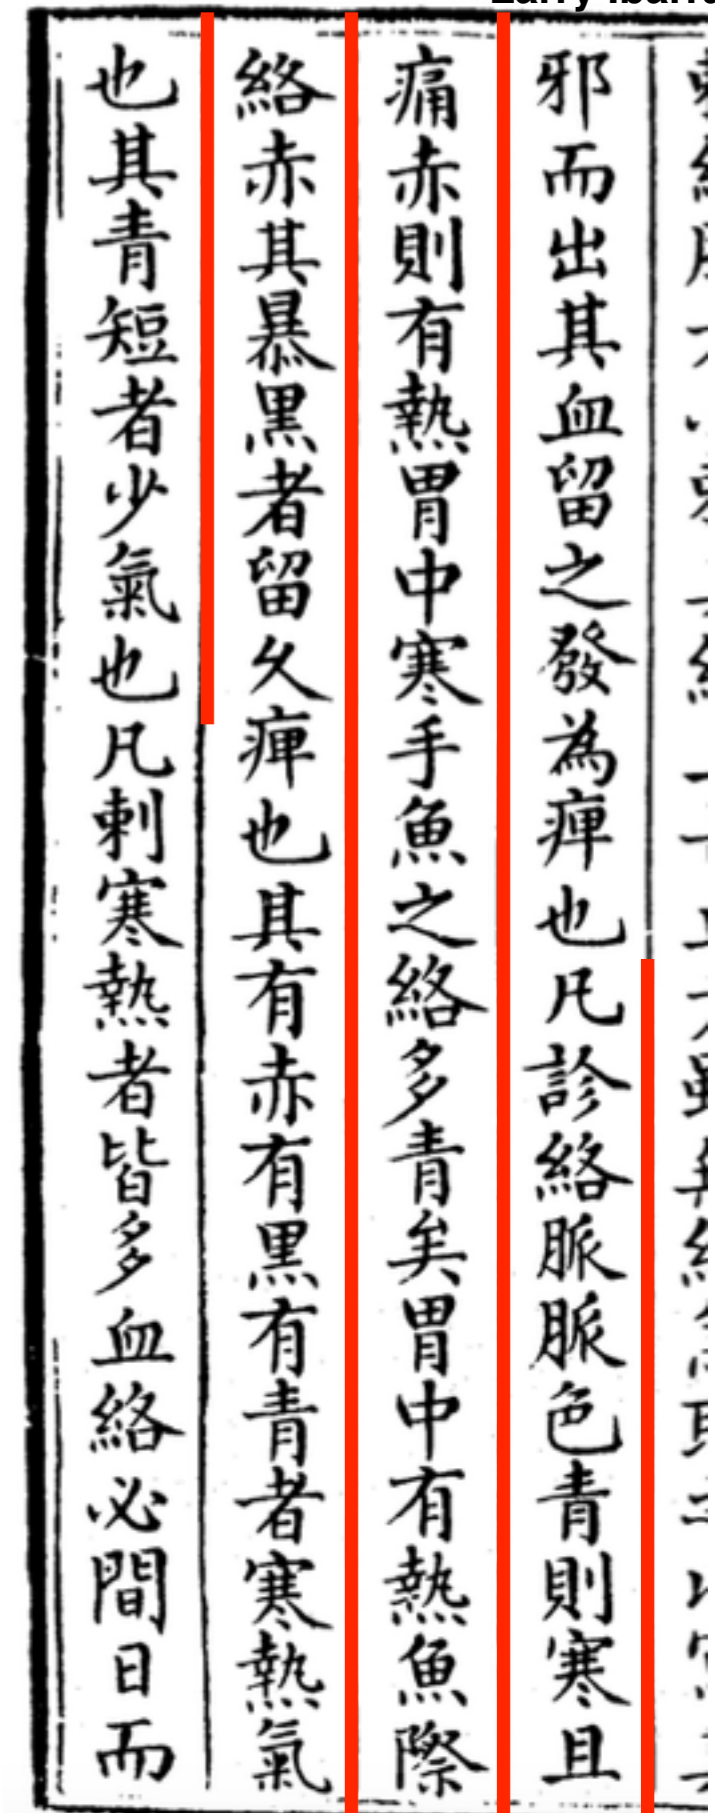 邪而出其血留之發為痺也凡診絡脈脈色青則寒且
痛赤則有熱胃中寒手魚之絡多青矣胃中有熱魚際
絡赤其暴黑者留久痺也其有赤有黑有青者寒熱氣
也其青短者少氣也凡刺寒熱者皆多血絡必間日而